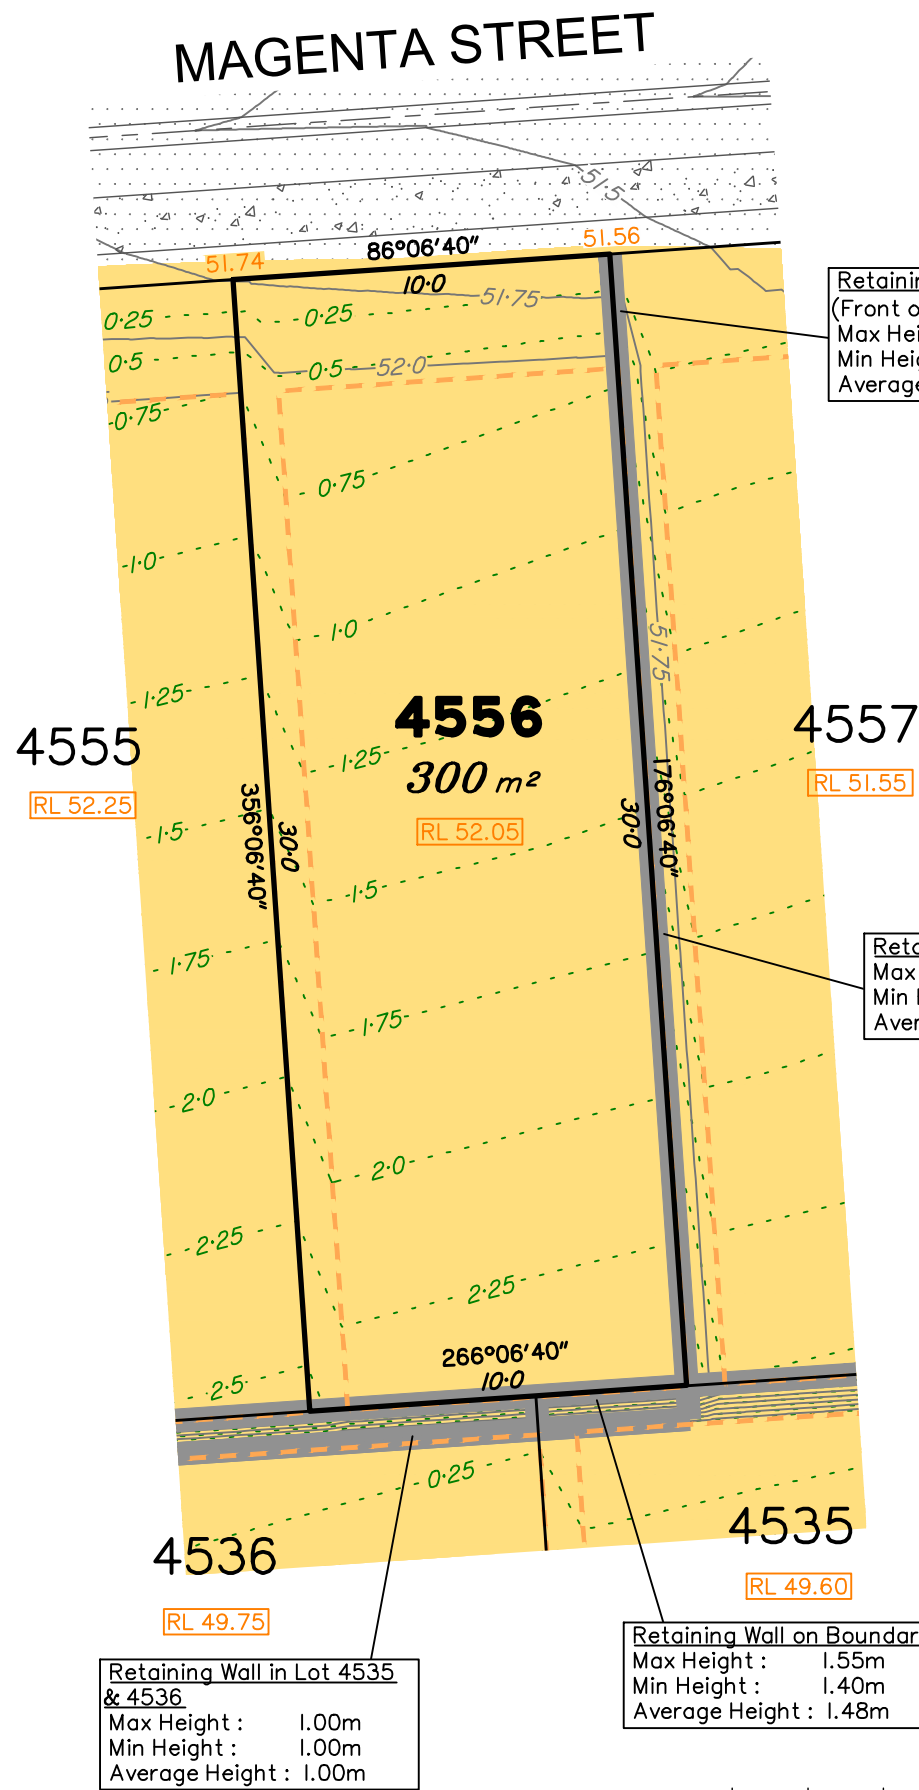 MAGENTA STREET
51.5
86°06'40"
51.56
51.74
10·0
51·75
0·25
0·25
0·5
0·5
52·0
0·75
0·75
1·0
1·0
1·25
1·25
1·5
1·5
1·75
1·75
2·0
2·0
2·25
2·25
2·5
51.75
4556
300 m²
RL 52.05
4555
RL 52.25
4557
RL 51.55
356°06'40"
30·0
30·0
176°06'40"
266°06'40"
10·0
0·25
4536
RL 49.75
4535
RL 49.60
(Front
Max
Min
Average
Max
Min
Retaining Wall in Lot 4535
& 4536
Max Height : 1.00m
Min Height : 1.00m
Average Height : 1.00m
Retaining Wall on
Max Height : 1.55m
Min Height : 1.40m
Average Height : 1.48m